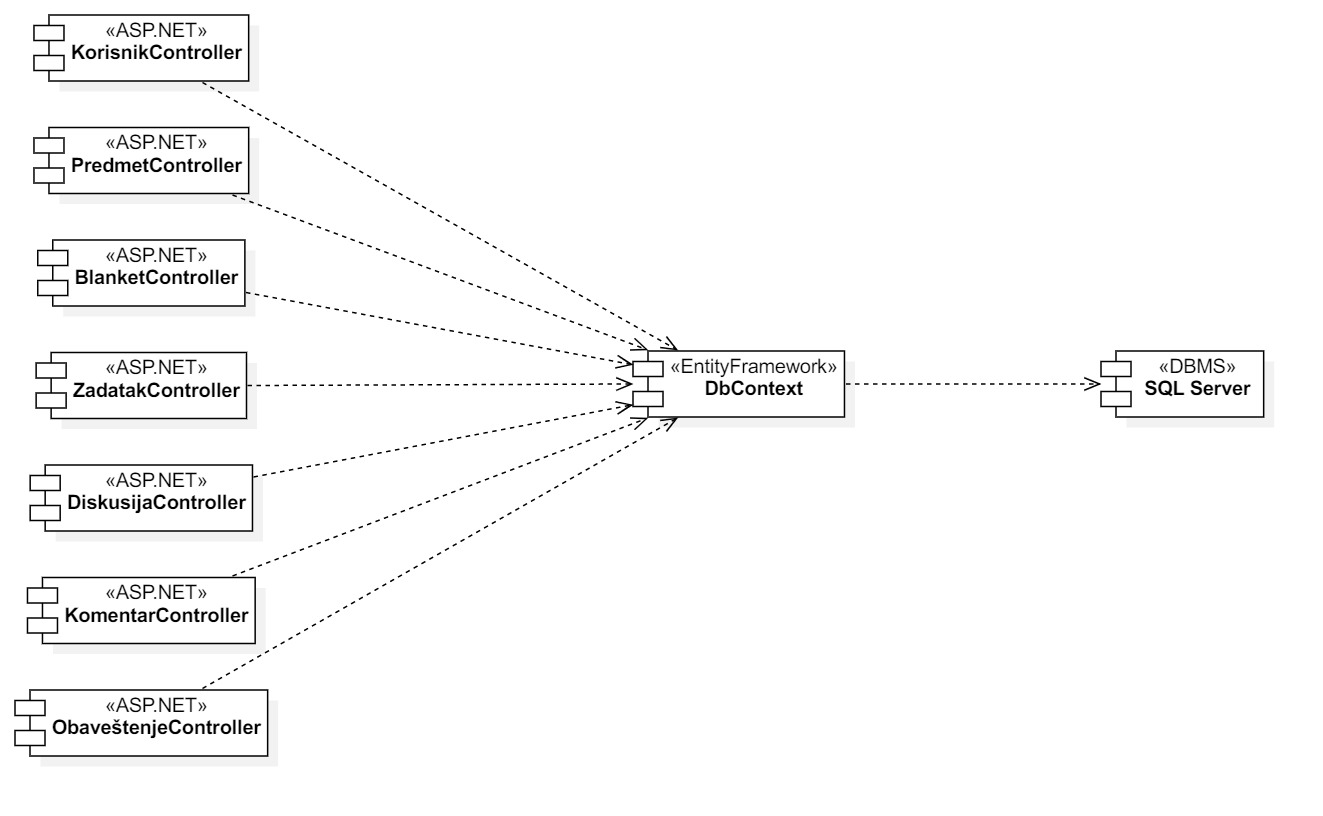 «ASP.NET»
KorisnikController
«ASP.NET»
PredmetController
«ASP.NET»
BlanketController
«ASP.NET»
ZadatakController
«ASP.NET»
DiskusijaController
«ASP.NET»
KomentarController
«ASP.NET»
ObaveštenjeController
«EntityFramework»
DbContext
«DBMS»
SQL Server